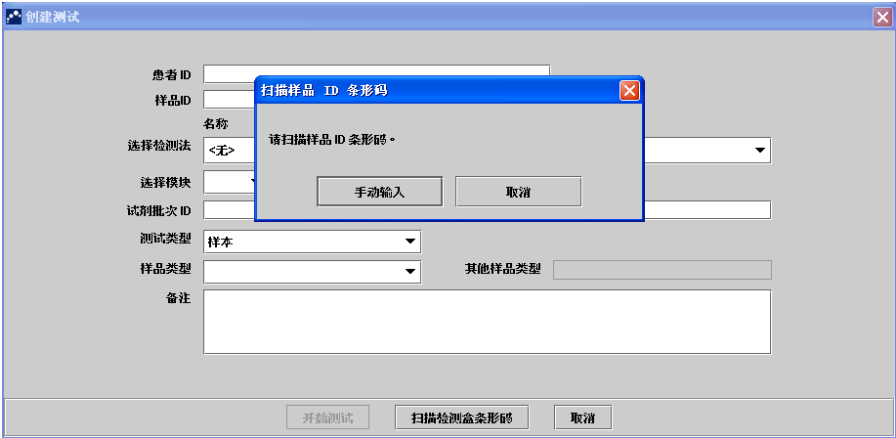 创建测试
患者 ID
样品ID
名称
选择检测法 <无>
选择模块
试剂批次 ID
测试类型 样本
样品类型 其他样品类型
备注
扫描样品 ID 条形码
请扫描样品 ID 条形码。
手动输入 取消
开始测试 扫描检测盒条形码 取消